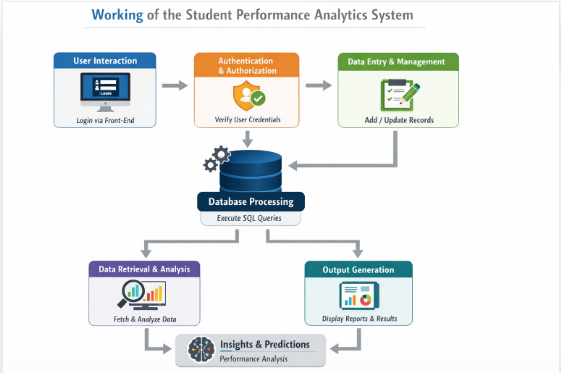 Working of the Student Performance Analytics System
User Interaction
LOGIN
Login via Front-End
Authentication
& Authorization
Verify User Credentials
Data Entry & Management
Add / Update Records
Database Processing
Execute SQL Queries
Data Retrieval & Analysis
Fetch & Analyze Data
Output Generation
Display Reports & Results
Insights & Predictions
Performance Analysis